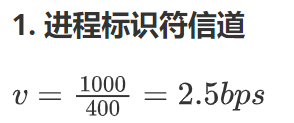 1. 进程标识符信道
v = 1000/400 = 2.5bps